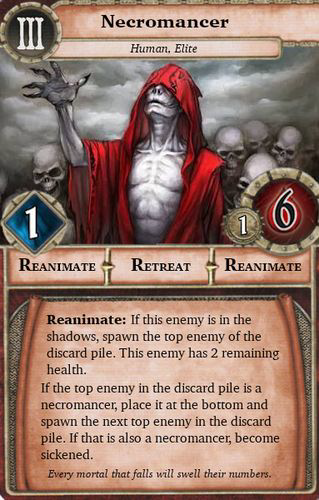 III
Necromancer
Human, Elite
1
1
6
REANIMATE RETREAT REANIMATE
Reanimate: If this enemy is in the
shadows, spawn the top enemy of the
discard pile. This enemy has 2 remaining
health.
If the top enemy in the discard pile is a
necromancer, place it at the bottom and
spawn the next top enemy in the discard
pile. If that is also a necromancer, become
sickened.
Every mortal that falls will swell their numbers.